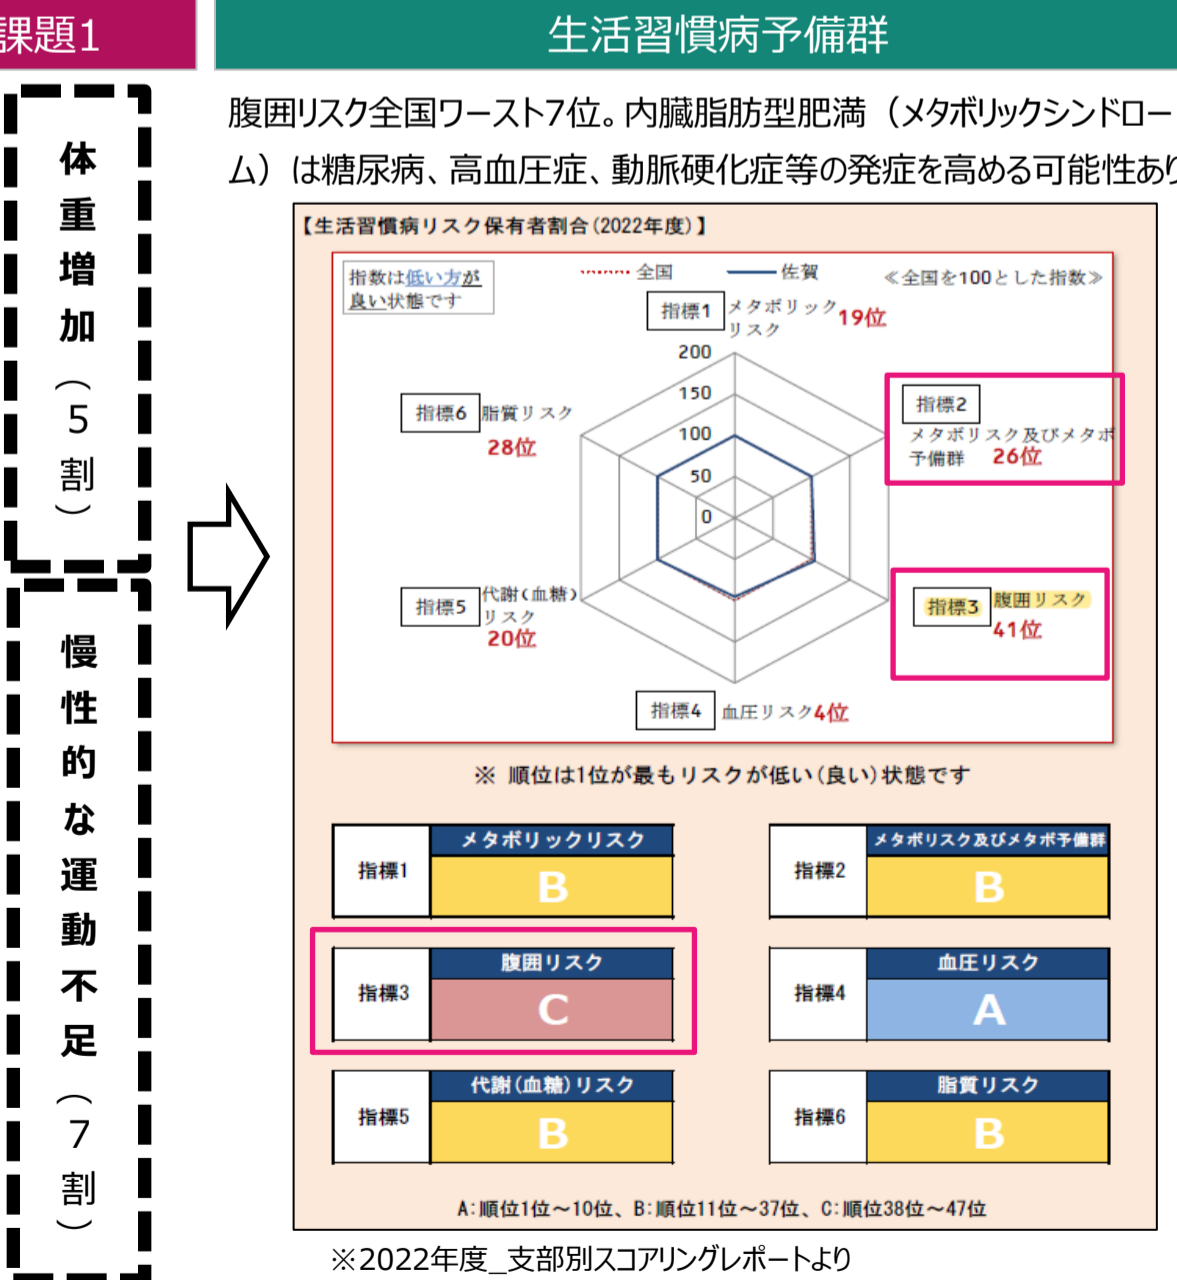 課題1
生活習慣病予備群
体重増加（5割）
慢性的な運動不足（7割）
腹囲リスク全国ワースト7位。内臓脂肪型肥満（メタボリックシンドロー
ム）は糖尿病、高血圧症、動脈硬化症等の発症を高める可能性あり
【生活習慣病リスク保有者割合(2022年度)】
指数は低い方が
良い状態です
全国
佐賀
≪全国を100とした指数≫
指標1 メタボリック
リスク
19位
200
150
100
50
0
指標2
メタボリスク及びメタボ
予備群 26位
指標3 腹囲リスク
41位
指標4 血圧リスク4位
指標5 代謝(血糖)
リスク
20位
指標6 脂質リスク
28位
※ 順位は1位が最もリスクが低い(良い)状態です
指標1
メタボリックリスク
B
指標2
メタボリスク及びメタボ予備群
B
指標3
腹囲リスク
C
指標4
血圧リスク
A
指標5
代謝(血糖)リスク
B
指標6
脂質リスク
B
A:順位1位～10位、B:順位11位～37位、C:順位38位～47位
※2022年度_支部別スコアリングレポートより